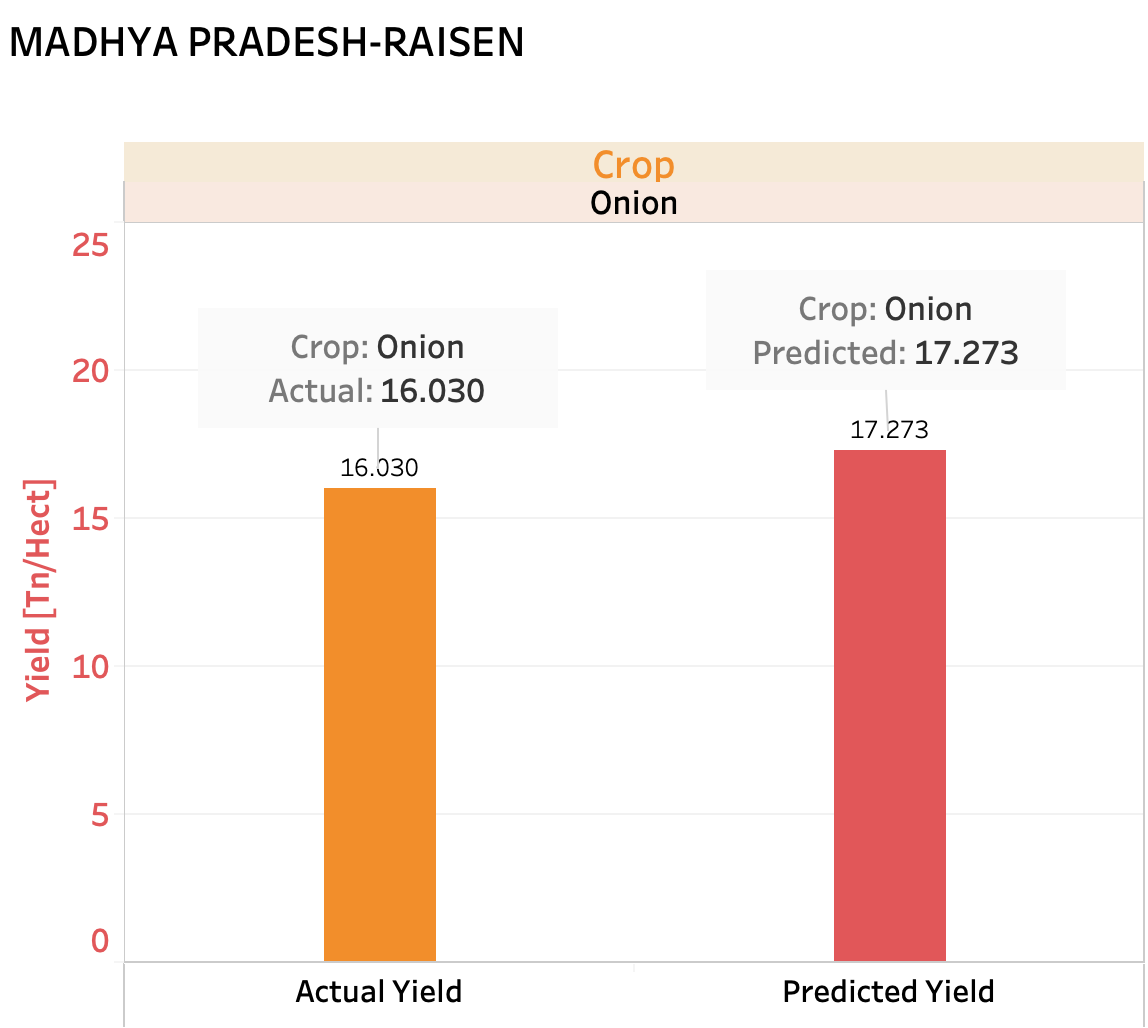 MADHYA PRADESH-RAISEN
Crop
Onion
25
20
15
10
5
0
Yield [Tn/Hect]
Crop: Onion
Actual: 16.030
16.030
Crop: Onion
Predicted: 17.273
17.273
Actual Yield
Predicted Yield